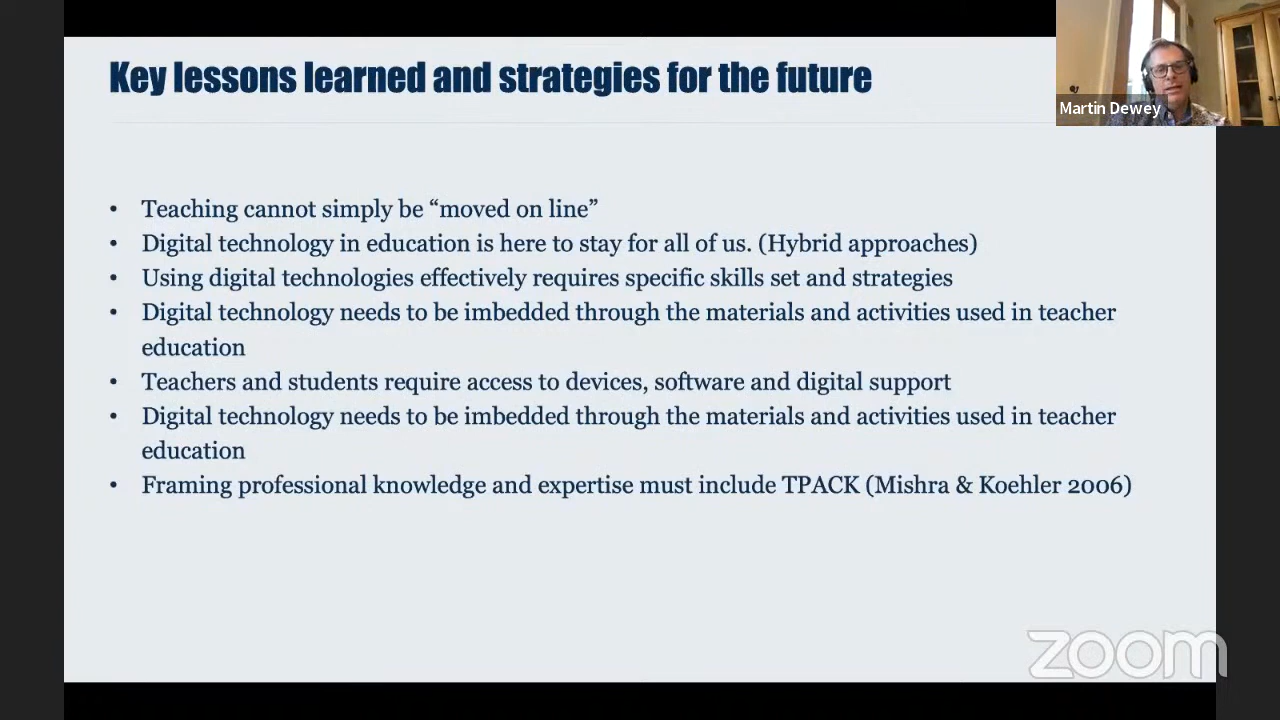 Key lessons learned and strategies for the future
Martin Dewey
• Teaching cannot simply be “moved on line”
• Digital technology in education is here to stay for all of us. (Hybrid approaches)
• Using digital technologies effectively requires specific skills set and strategies
• Digital technology needs to be imbedded through the materials and activities used in teacher
education
• Teachers and students require access to devices, software and digital support
• Digital technology needs to be imbedded through the materials and activities used in teacher
education
• Framing professional knowledge and expertise must include TPACK (Mishra & Koehler 2006)
zoom